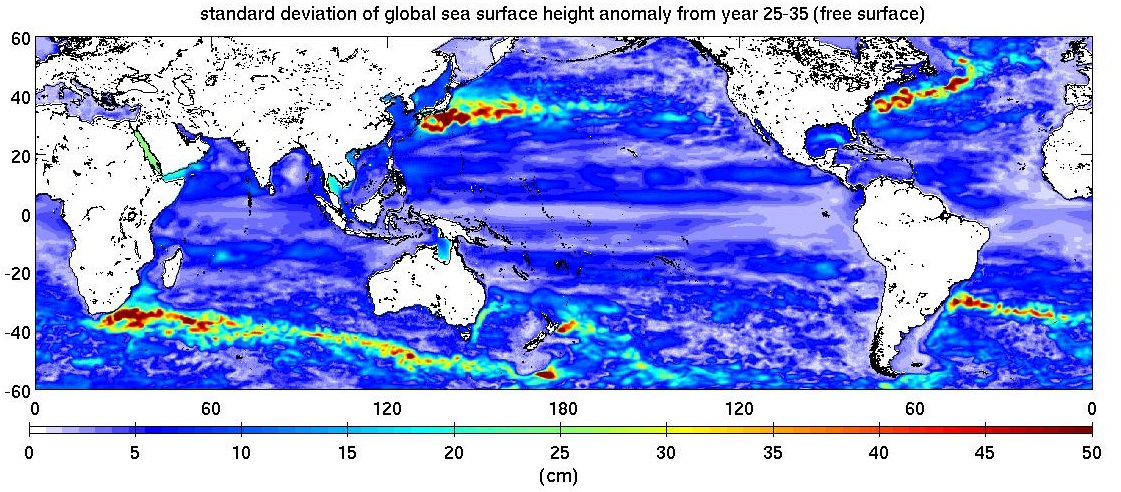 standard deviation of global sea surface height anomaly from year 25-35 (free surface)
60
40
20
0
-20
-40
-60
0 60 120 180 120 60 0
0 5 10 15 20 25 30 35 40 45 50
(cm)